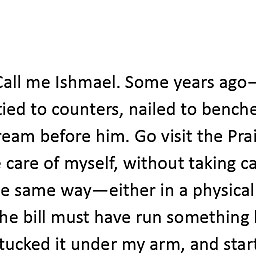 Call me Ishmael. Some years ago—
tied to counters, nailed to benche
ream before him. Go visit the Prai
care of myself, without taking ca
e same way—either in a physical
he bill must have run something l
tucked it under my arm, and start